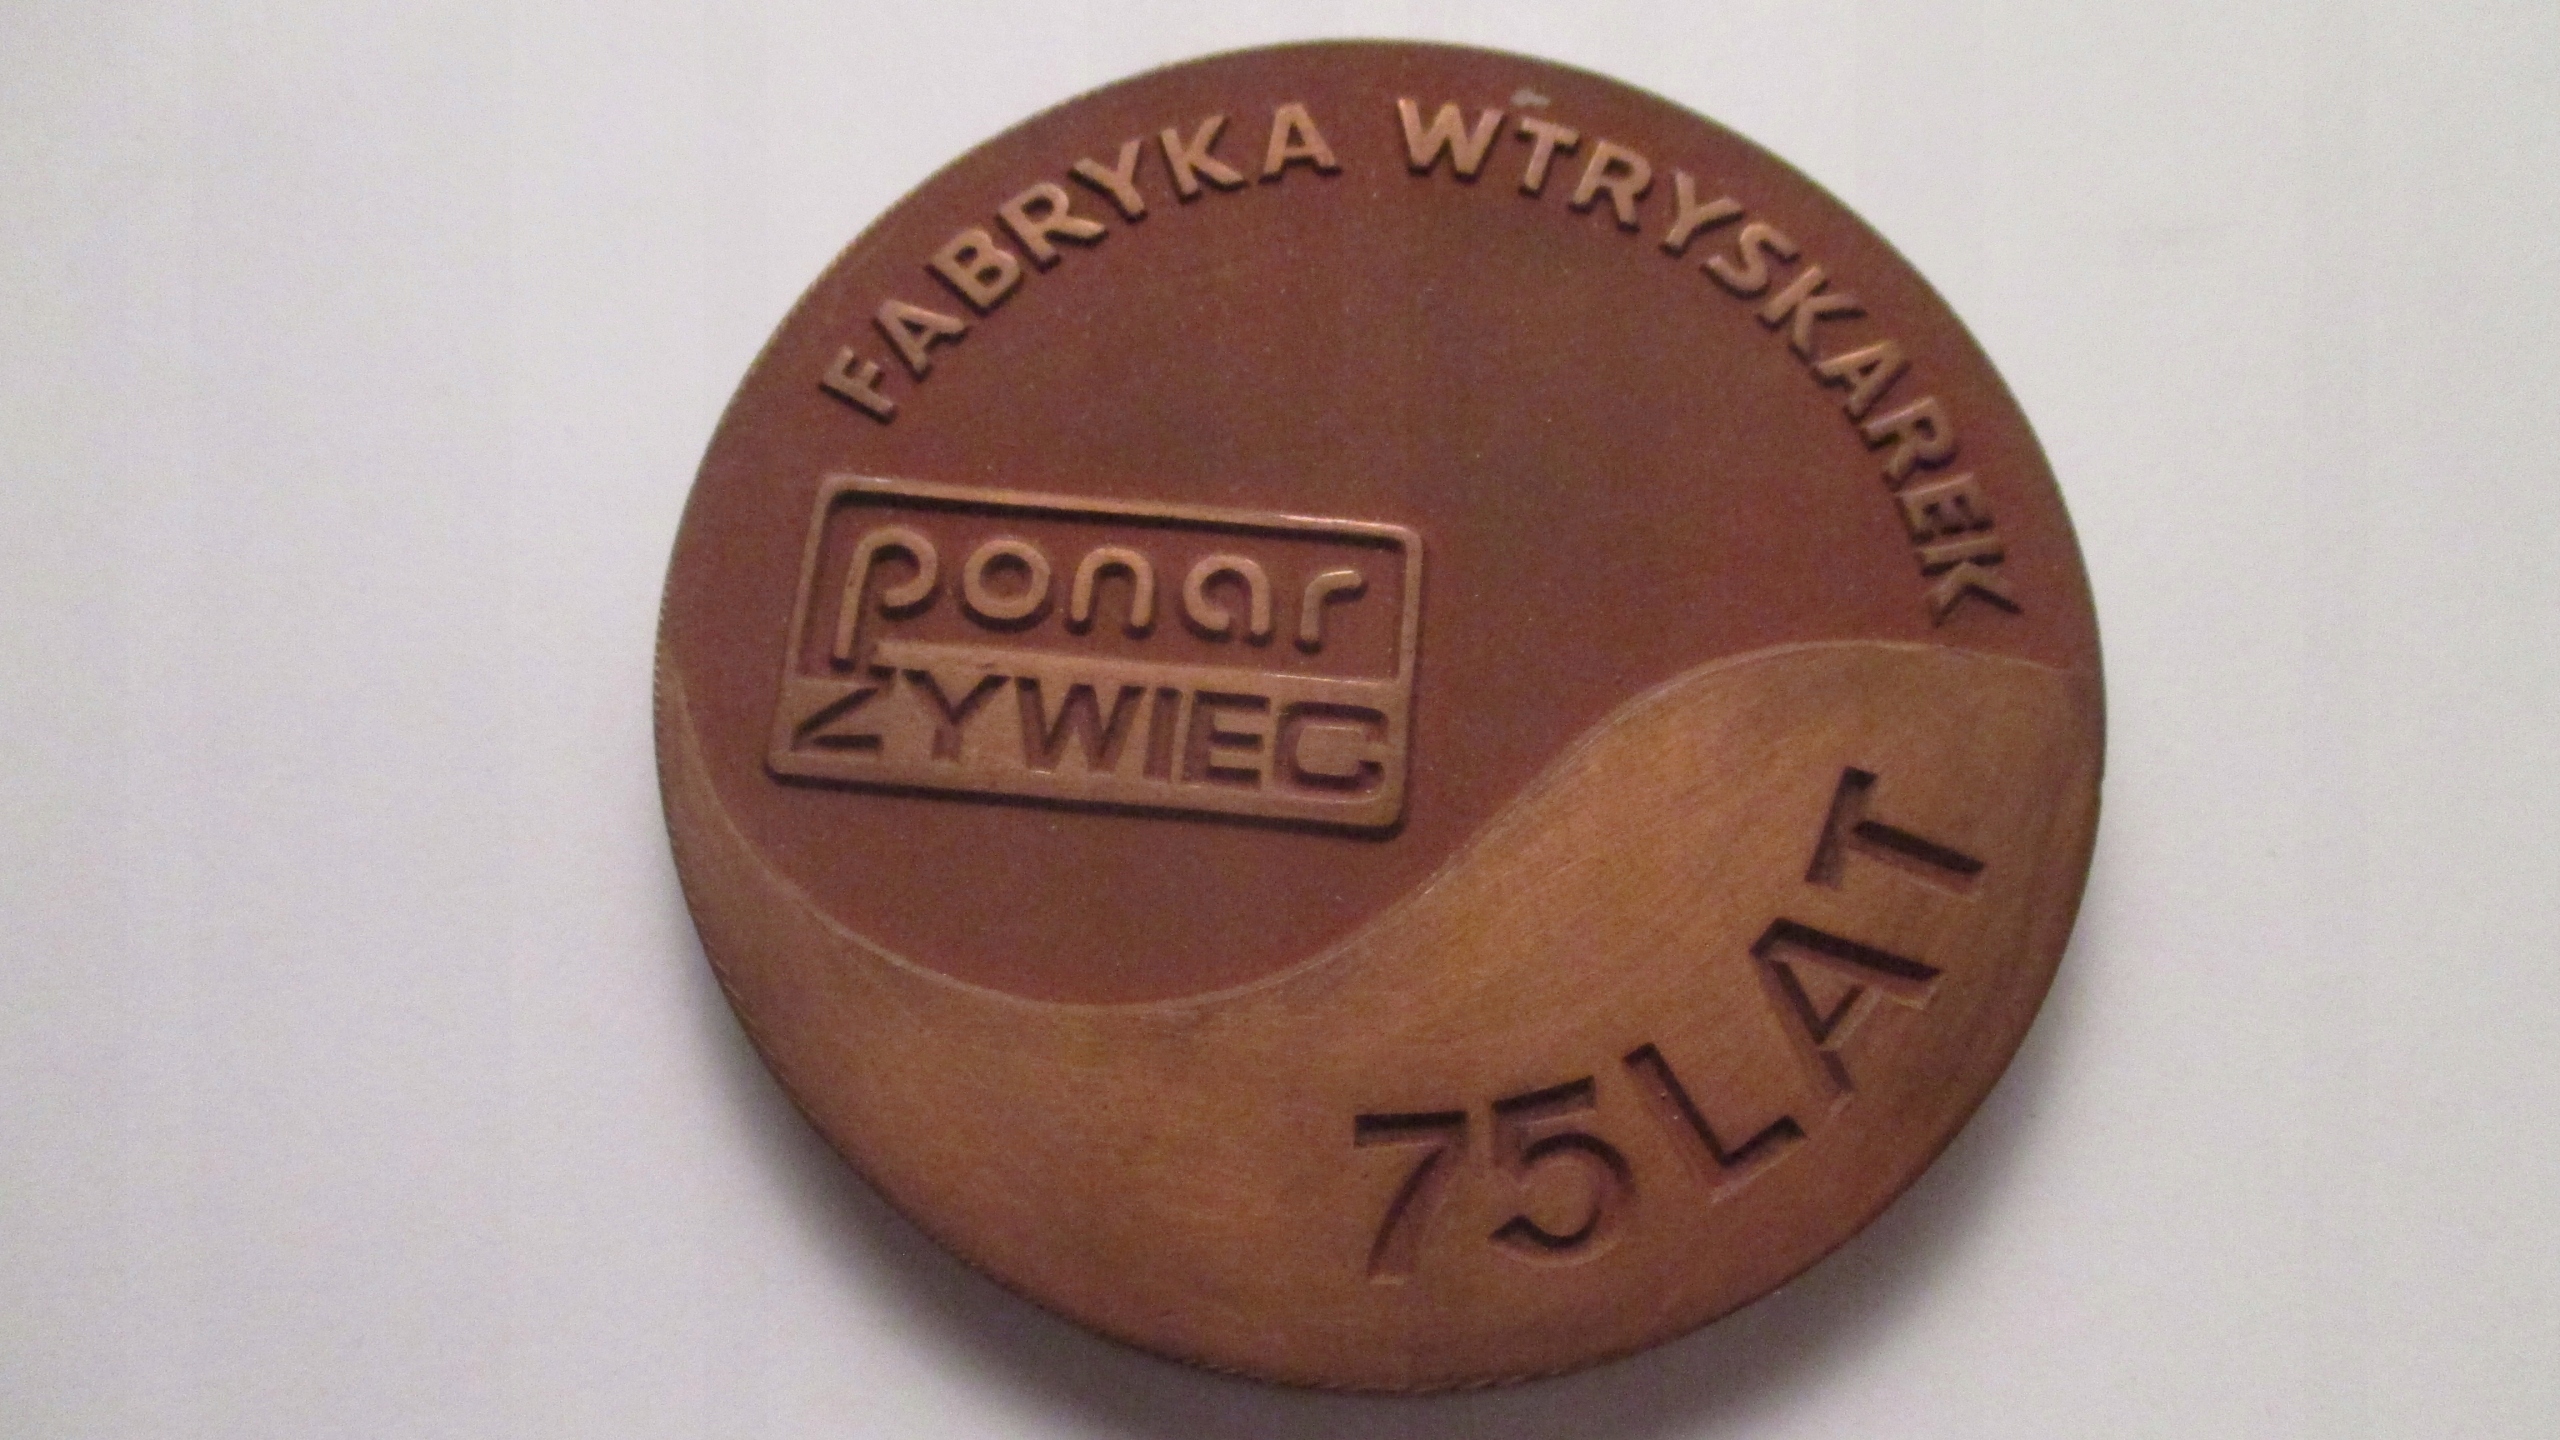 FABRYKA WTRYSKAREK
ponar
ŻYWIEC
75 LAT